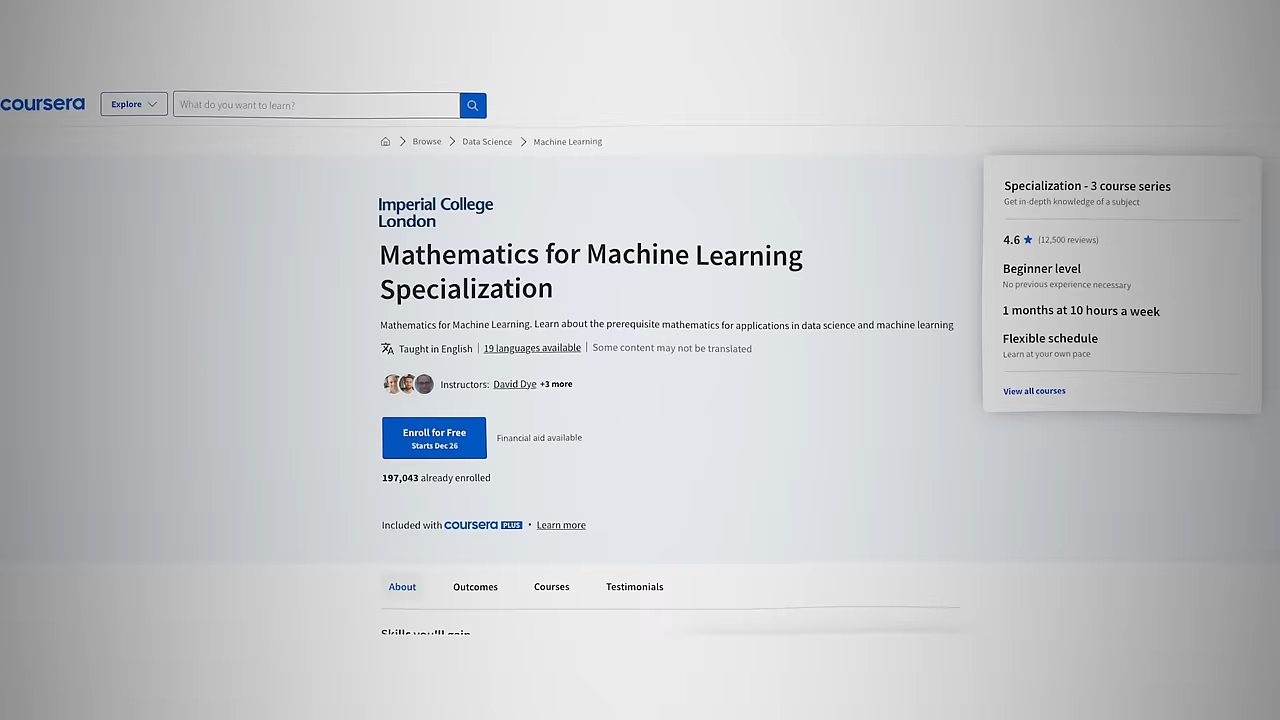 coursera
Explore
What do you want to learn?
Browse
Data Science
Machine Learning
Imperial College
London
Mathematics for Machine Learning
Specialization
Mathematics for Machine Learning. Learn about the prerequisite mathematics for applications in data science and machine learning
Taught in English | 19 languages available | Some content may not be translated
Instructors: David Dye +3 more
Enroll for Free
Starts Dec 26
Financial aid available
197,043 already enrolled
Included with coursera PLUS • Learn more
About
Outcomes
Courses
Testimonials
Skills you'll gain
Specialization - 3 course series
Get in-depth knowledge of a subject
4.6 ★ (12,500 reviews)
Beginner level
No previous experience necessary
1 months at 10 hours a week
Flexible schedule
Learn at your own pace
View all courses